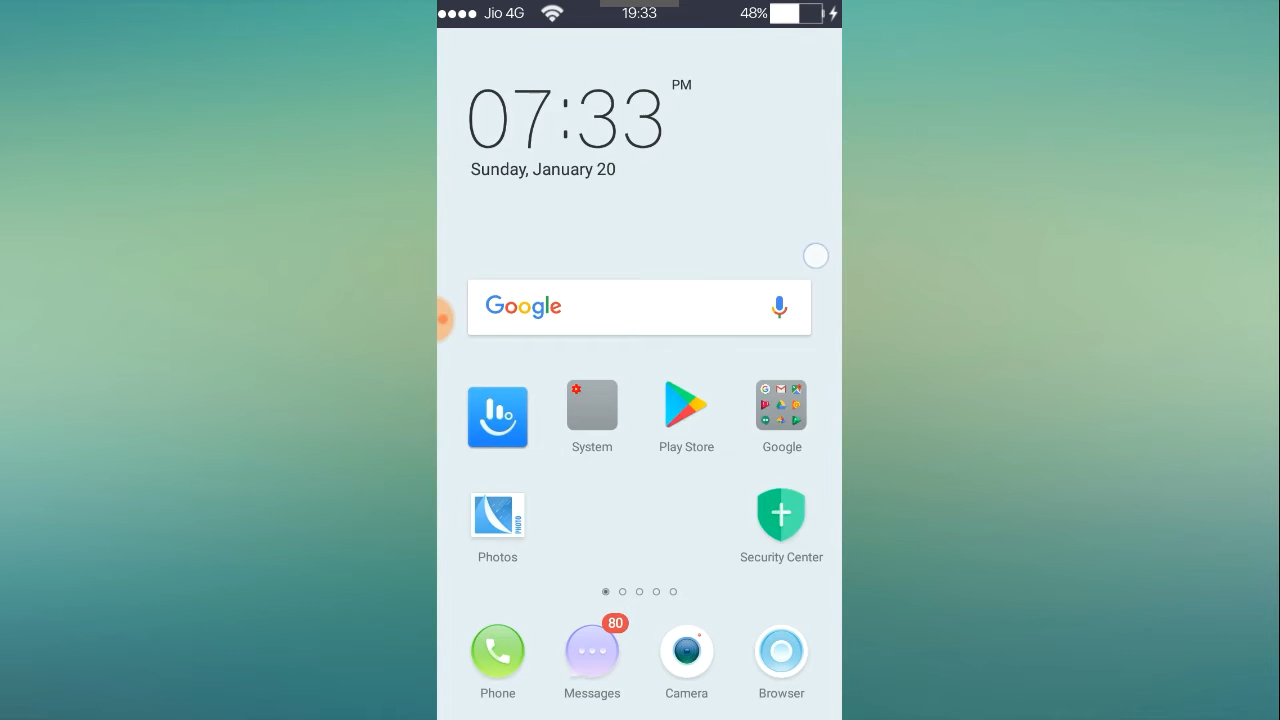 Jio 4G 19:33 48%
07:33 PM
Sunday, January 20
Google
System Play Store Google
PHOTO
Photos Security Center
80
Phone Messages Camera Browser